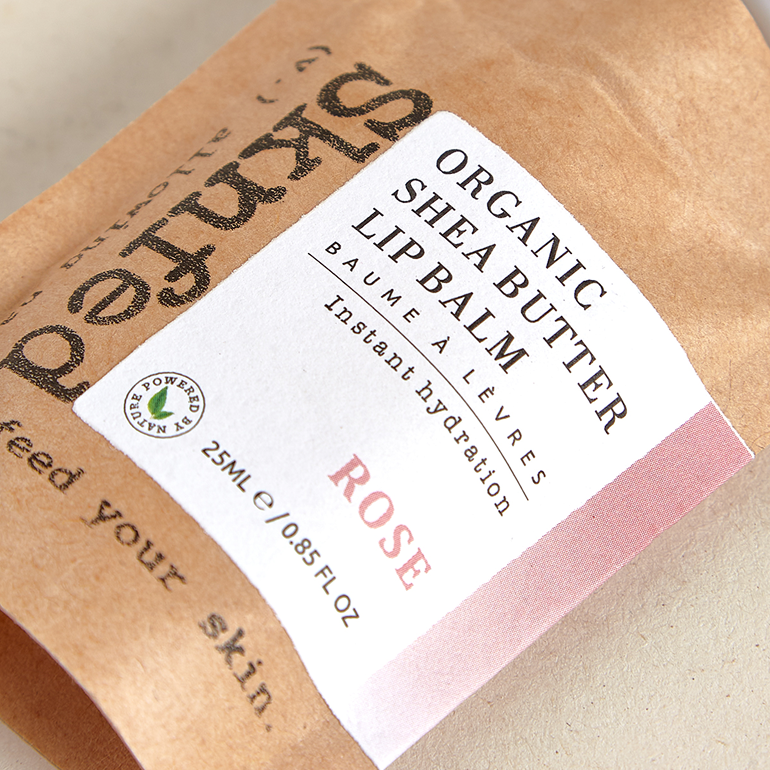 Sknfed
ORGANIC
SHEA BUTTER
LIP BALM
BAUME À LÈVRES
Instant hydration
ROSE
POWERED BY NATURE
25ML ℮ / 0.85 FL OZ
feed your skin.